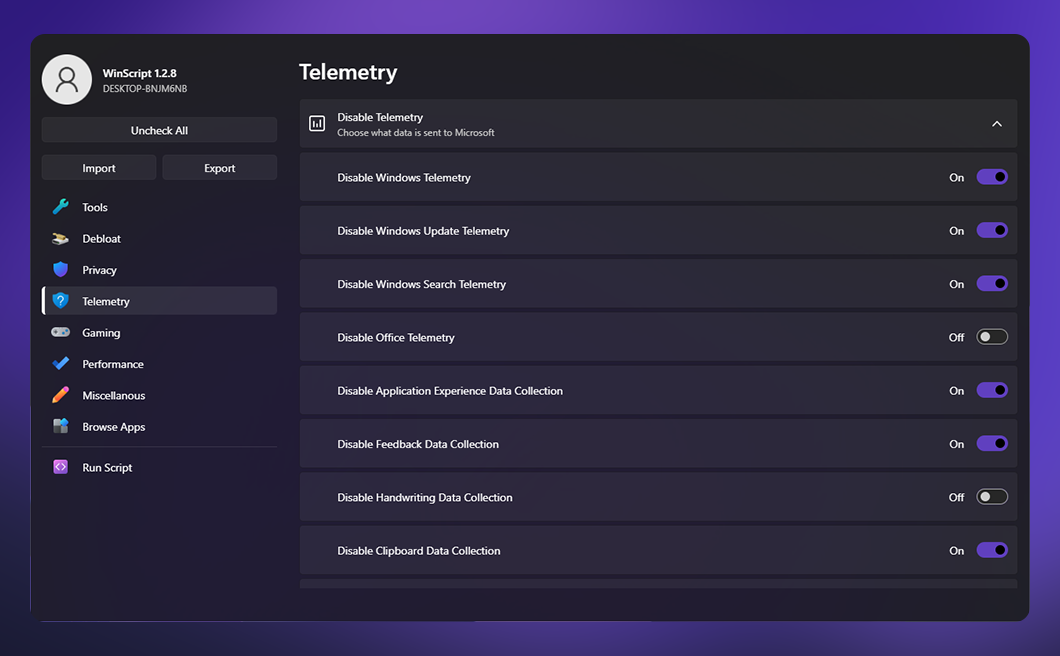 WinScript 1.2.8
DESKTOP-BNJM6NB
Uncheck All
Import
Export
Tools
Debloat
Privacy
Telemetry
Gaming
Performance
Miscellanous
Browse Apps
Run Script
Telemetry
Disable Telemetry
Choose what data is sent to Microsoft
Disable Windows Telemetry On
Disable Windows Update Telemetry On
Disable Windows Search Telemetry On
Disable Office Telemetry Off
Disable Application Experience Data Collection On
Disable Feedback Data Collection On
Disable Handwriting Data Collection Off
Disable Clipboard Data Collection On